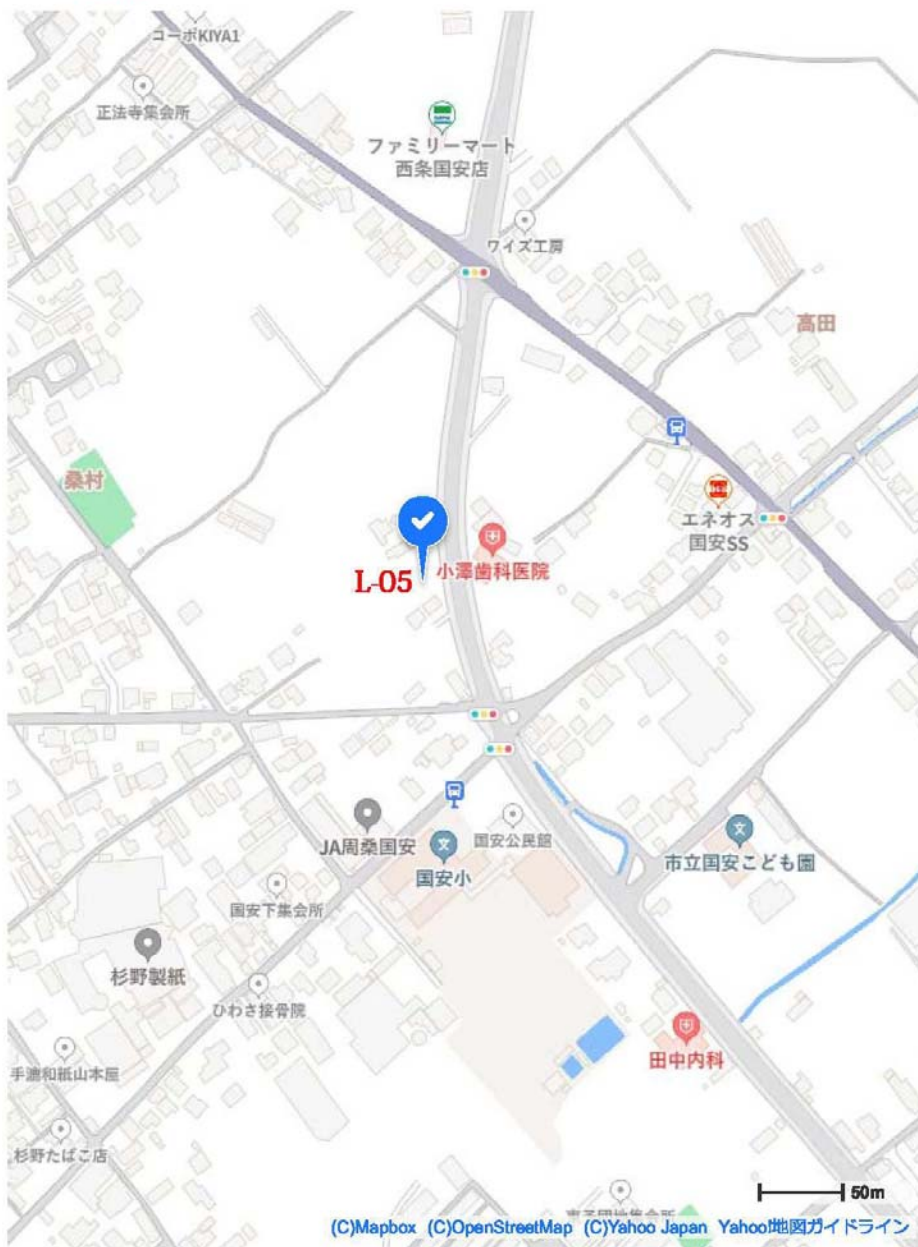 コーポKIYA1
正法寺集会所
ファミリーマート
西条国安店
ワイズ工房
高田
桑村
エネオス
国安SS
L-05
小澤歯科医院
JA周桑国安
国安小
国安公民館
市立国安こども園
国安下集会所
杉野製紙
ひわさ接骨院
手漉和紙山本屋
田中内科
杉野たばこ店
50m
(C)Mapbox (C)OpenStreetMap (C)Yahoo Japan Yahoo!地図ガイドライン